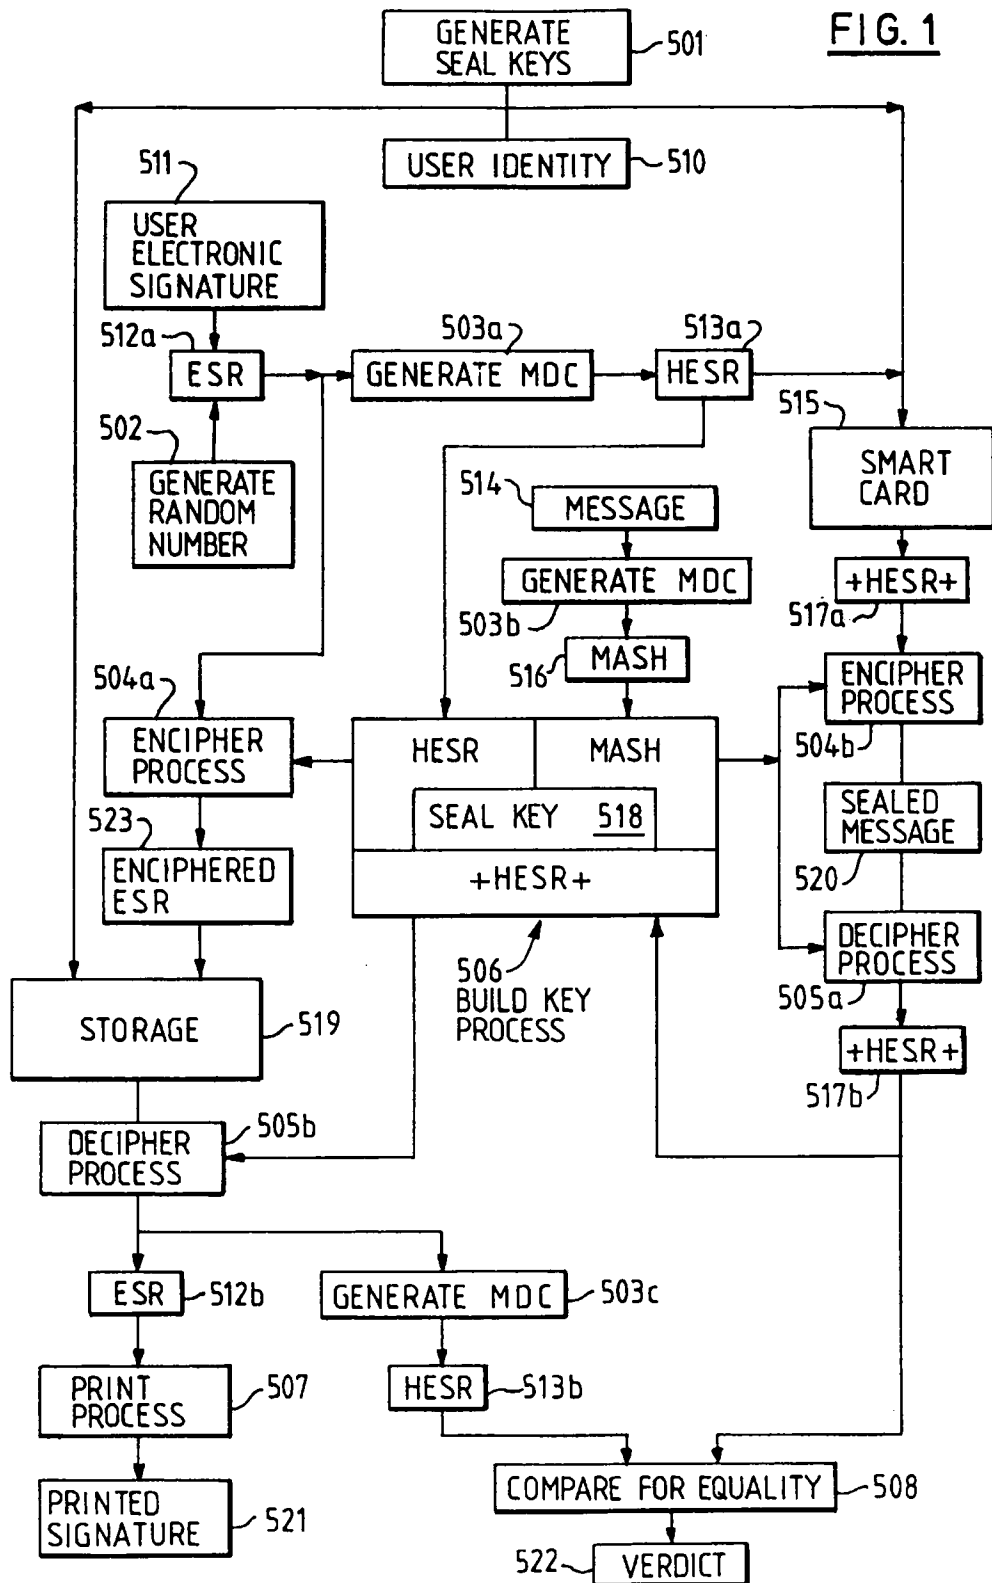 FIG. 1
GENERATE
SEAL KEYS
501
USER IDENTITY
510
511
USER
ELECTRONIC
SIGNATURE
512a
ESR
503a
GENERATE MDC
513a
HESR
502
GENERATE
RANDOM
NUMBER
515
SMART
CARD
514
MESSAGE
GENERATE MDC
503b
516
MASH
+HESR+
517a
504a
ENCIPHER
PROCESS
HESR
MASH
SEAL KEY
518
+HESR+
ENCIPHER
PROCESS
504b
SEALED
MESSAGE
520
523
ENCIPHERED
ESR
506
BUILD KEY
PROCESS
DECIPHER
PROCESS
505a
STORAGE
519
+HESR+
517b
DECIPHER
PROCESS
505b
ESR
512b
GENERATE MDC
503c
PRINT
PROCESS
507
HESR
513b
PRINTED
SIGNATURE
521
COMPARE FOR EQUALITY
508
522
VERDICT